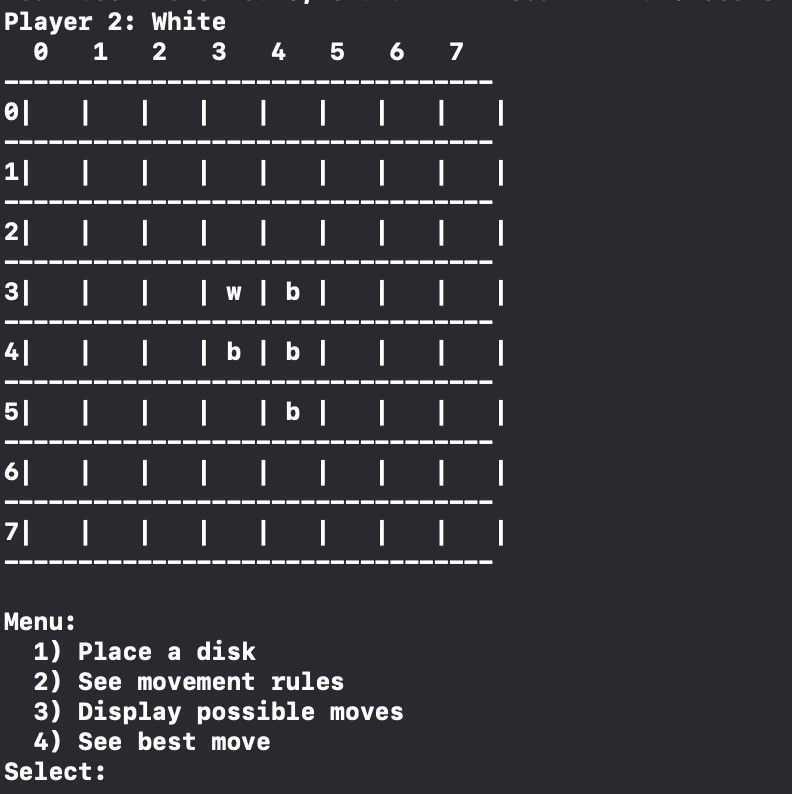 Player 2: White
   0   1   2   3   4   5   6   7
---------------------------------
0|   |   |   |   |   |   |   |   |
---------------------------------
1|   |   |   |   |   |   |   |   |
---------------------------------
2|   |   |   |   |   |   |   |   |
---------------------------------
3|   |   |   | w | b |   |   |   |
---------------------------------
4|   |   |   | b | b |   |   |   |
---------------------------------
5|   |   |   |   | b |   |   |   |
---------------------------------
6|   |   |   |   |   |   |   |   |
---------------------------------
7|   |   |   |   |   |   |   |   |
---------------------------------
Menu:
  1) Place a disk
  2) See movement rules
  3) Display possible moves
  4) See best move
Select: